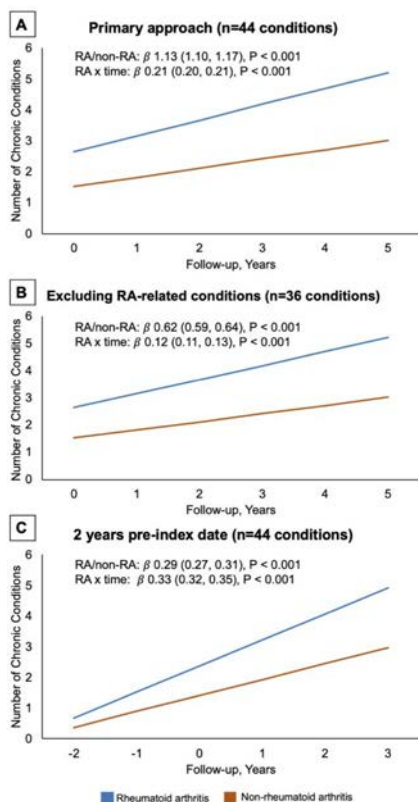 A
Primary approach (n=44 conditions)
RA/non-RA: β 1.13 (1.10, 1.17), P < 0.001
RA x time: β 0.21 (0.20, 0.21), P < 0.001
Number of Chronic Conditions
6
5
4
3
2
1
0
0 1 2 3 4 5
Follow-up, Years
B
Excluding RA-related conditions (n=36 conditions)
RA/non-RA: β 0.62 (0.59, 0.64), P < 0.001
RA x time: β 0.12 (0.11, 0.13), P < 0.001
Number of Chronic Conditions
6
5
4
3
2
1
0
0 1 2 3 4 5
Follow-up, Years
C
2 years pre-index date (n=44 conditions)
RA/non-RA: β 0.29 (0.27, 0.31), P < 0.001
RA x time: β 0.33 (0.32, 0.35), P < 0.001
Number of Chronic Conditions
6
5
4
3
2
1
0
-2 -1 0 1 2 3
Follow-up, Years
Rheumatoid arthritis Non-rheumatoid arthritis